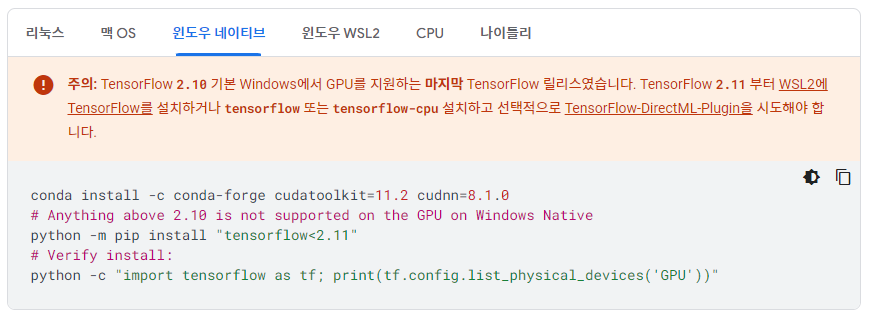 리눅스 맥 OS 윈도우 네이티브 윈도우 WSL2 CPU 나이틀리
주의: TensorFlow 2.10 기본 Windows에서 GPU를 지원하는 마지막 TensorFlow 릴리스였습니다. TensorFlow 2.11 부터 WSL2에
TensorFlow를 설치하거나 tensorflow 또는 tensorflow-cpu 설치하고 선택적으로 TensorFlow-DirectML-Plugin을 시도해야 합
니다.
conda install -c conda-forge cudatoolkit=11.2 cudnn=8.1.0
# Anything above 2.10 is not supported on the GPU on Windows Native
python -m pip install "tensorflow<2.11"
# Verify install:
python -c "import tensorflow as tf; print(tf.config.list_physical_devices('GPU'))"